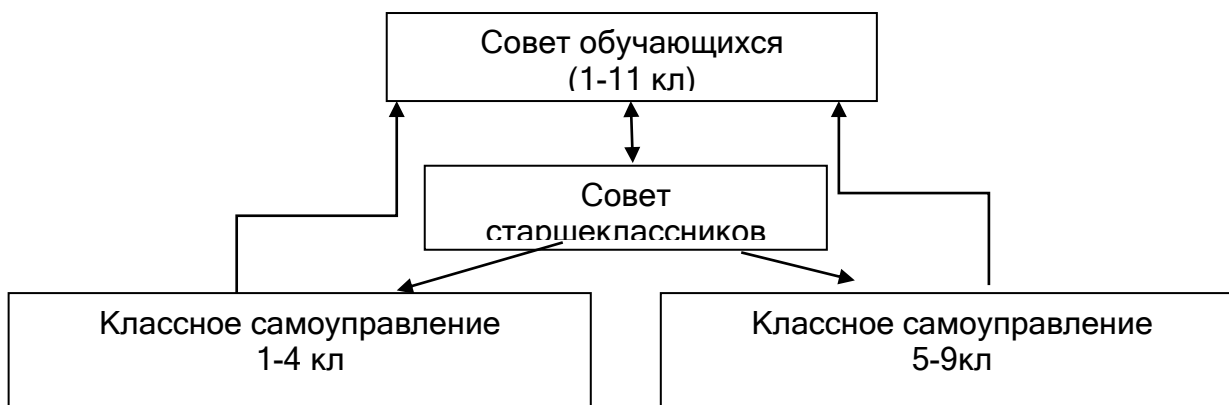 Совет обучающихся
(1-11 кл)
Совет
старшеклассников
Классное самоуправление
1-4 кл
Классное самоуправление
5-9кл